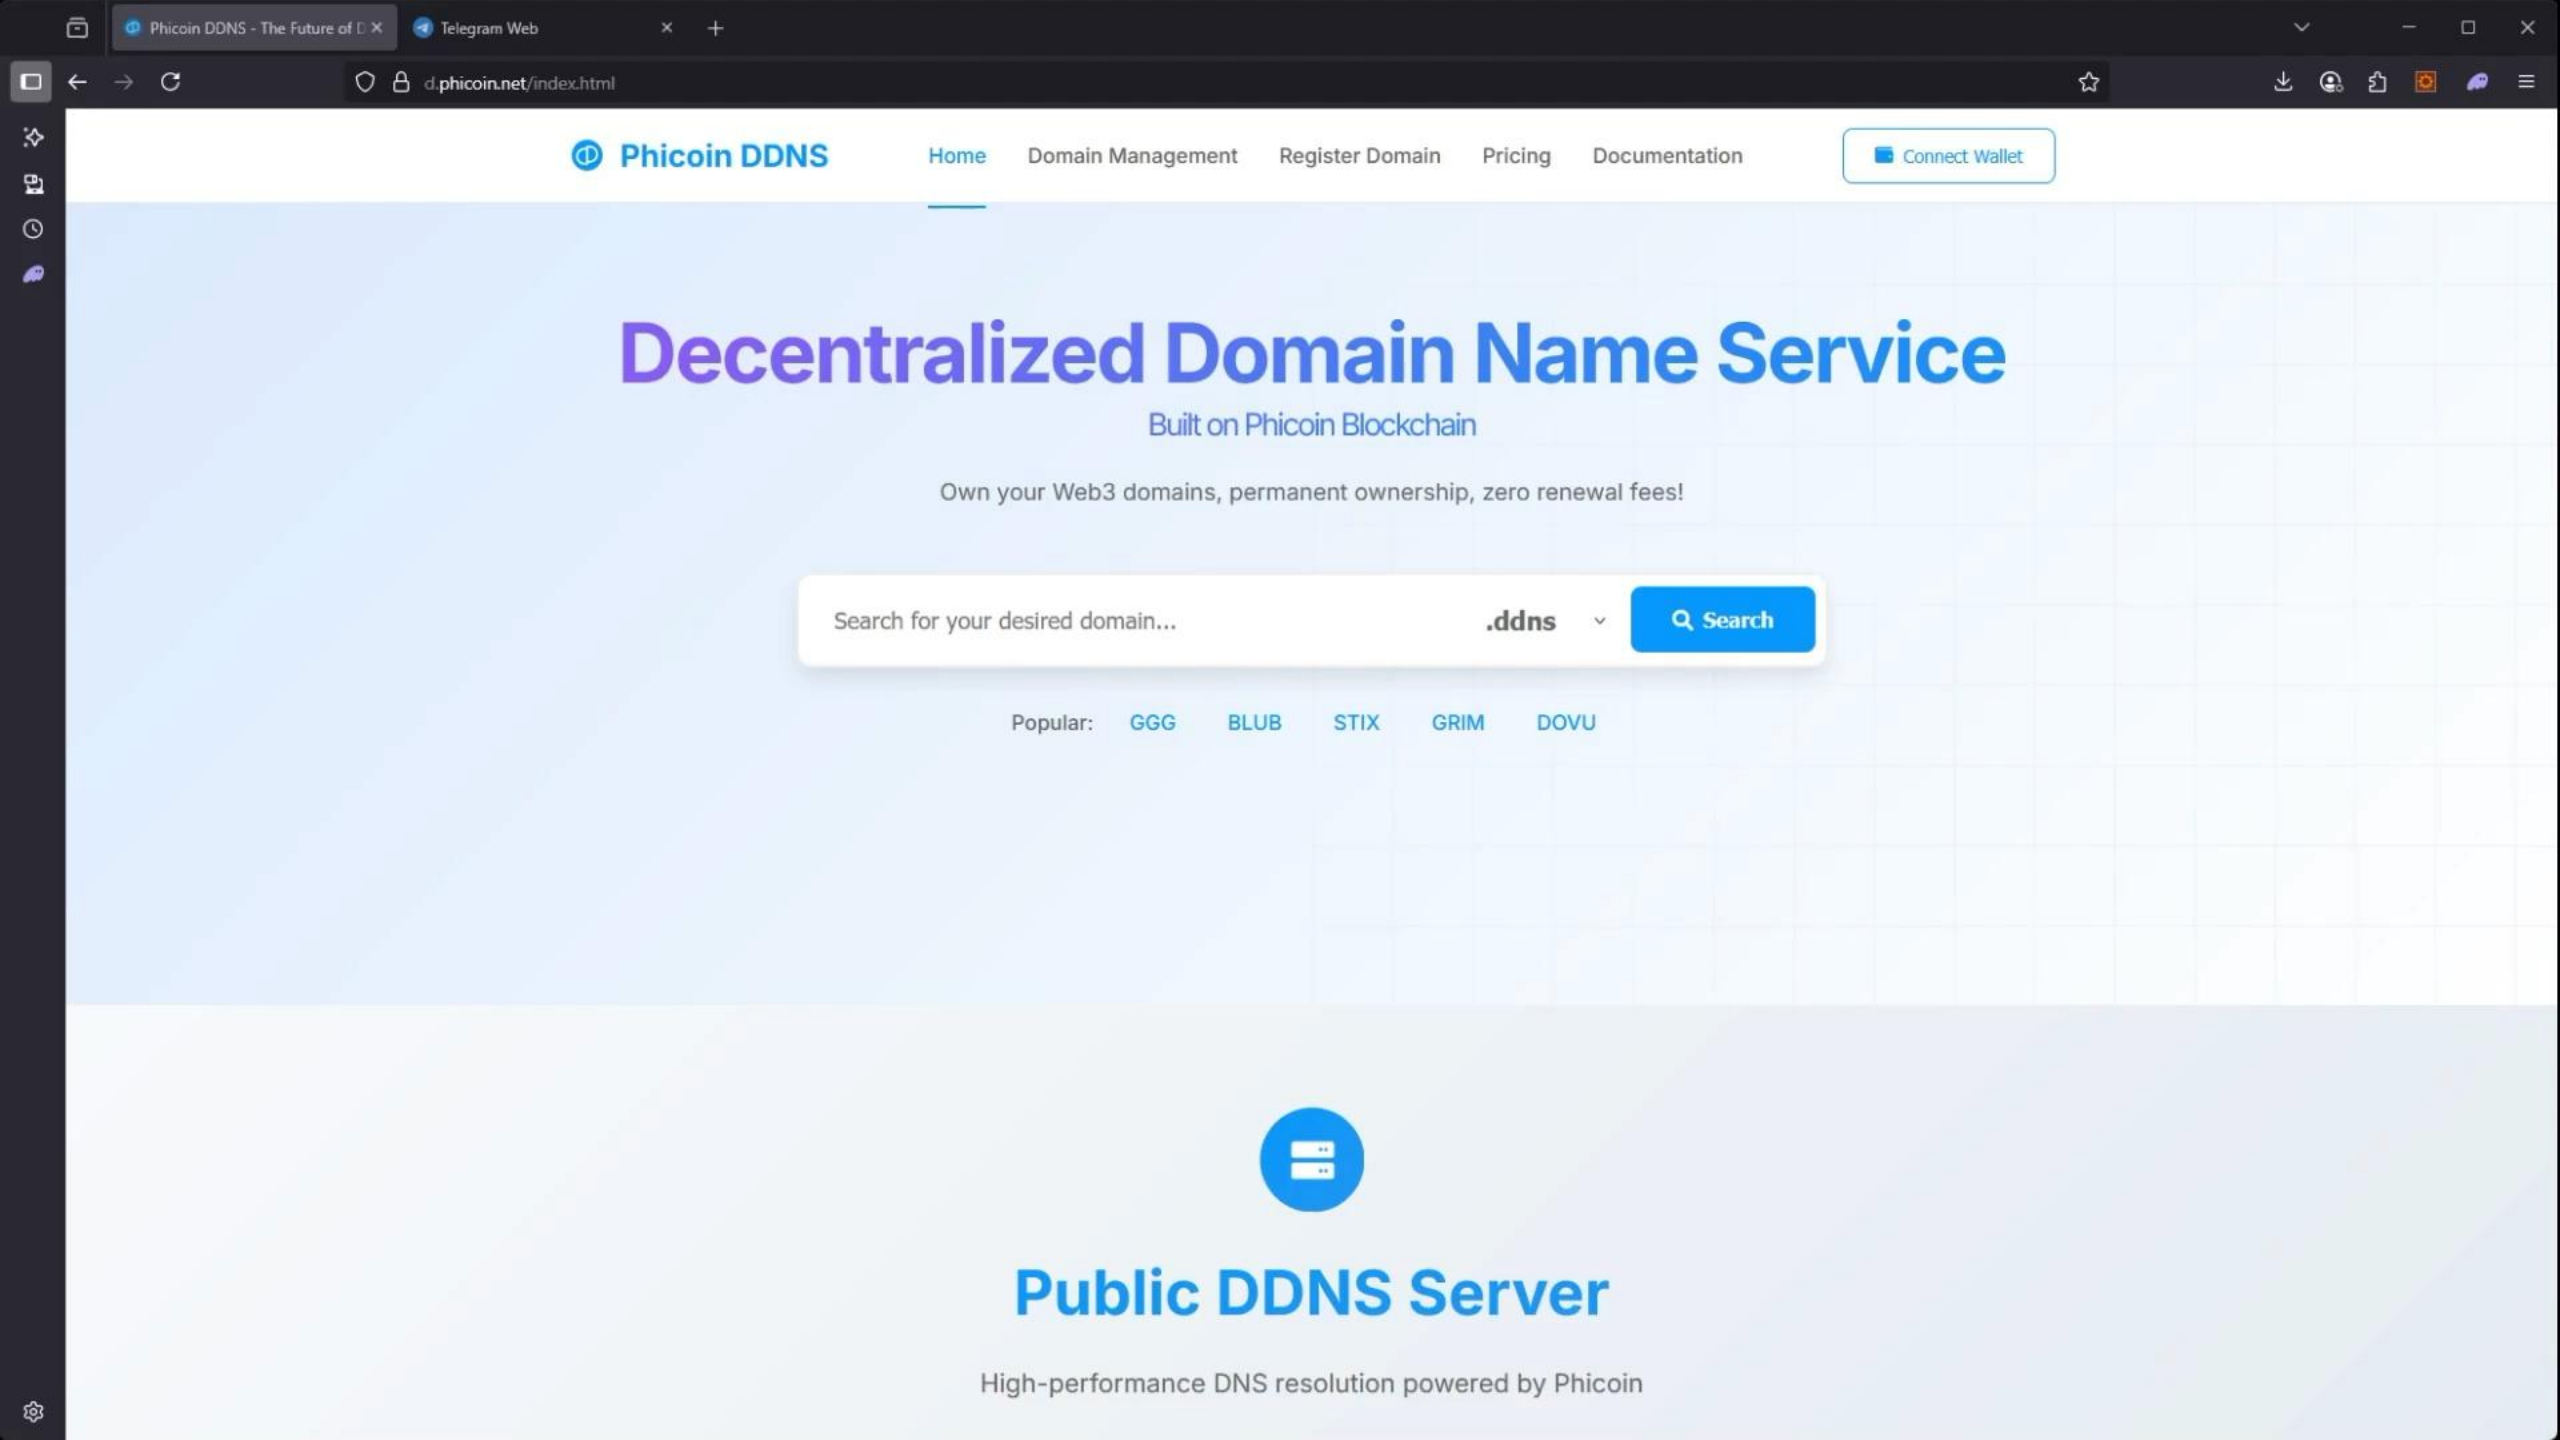 Phicoin DDNS - The Future of D
Telegram Web
d.phicoin.net/index.html
Phicoin DDNS
Home
Domain Management
Register Domain
Pricing
Documentation
Connect Wallet
Decentralized Domain Name Service
Built on Phicoin Blockchain
Own your Web3 domains, permanent ownership, zero renewal fees!
Search for your desired domain...
.ddns
Search
Popular: GGG BLUB STIX GRIM DOVU
Public DDNS Server
High-performance DNS resolution powered by Phicoin